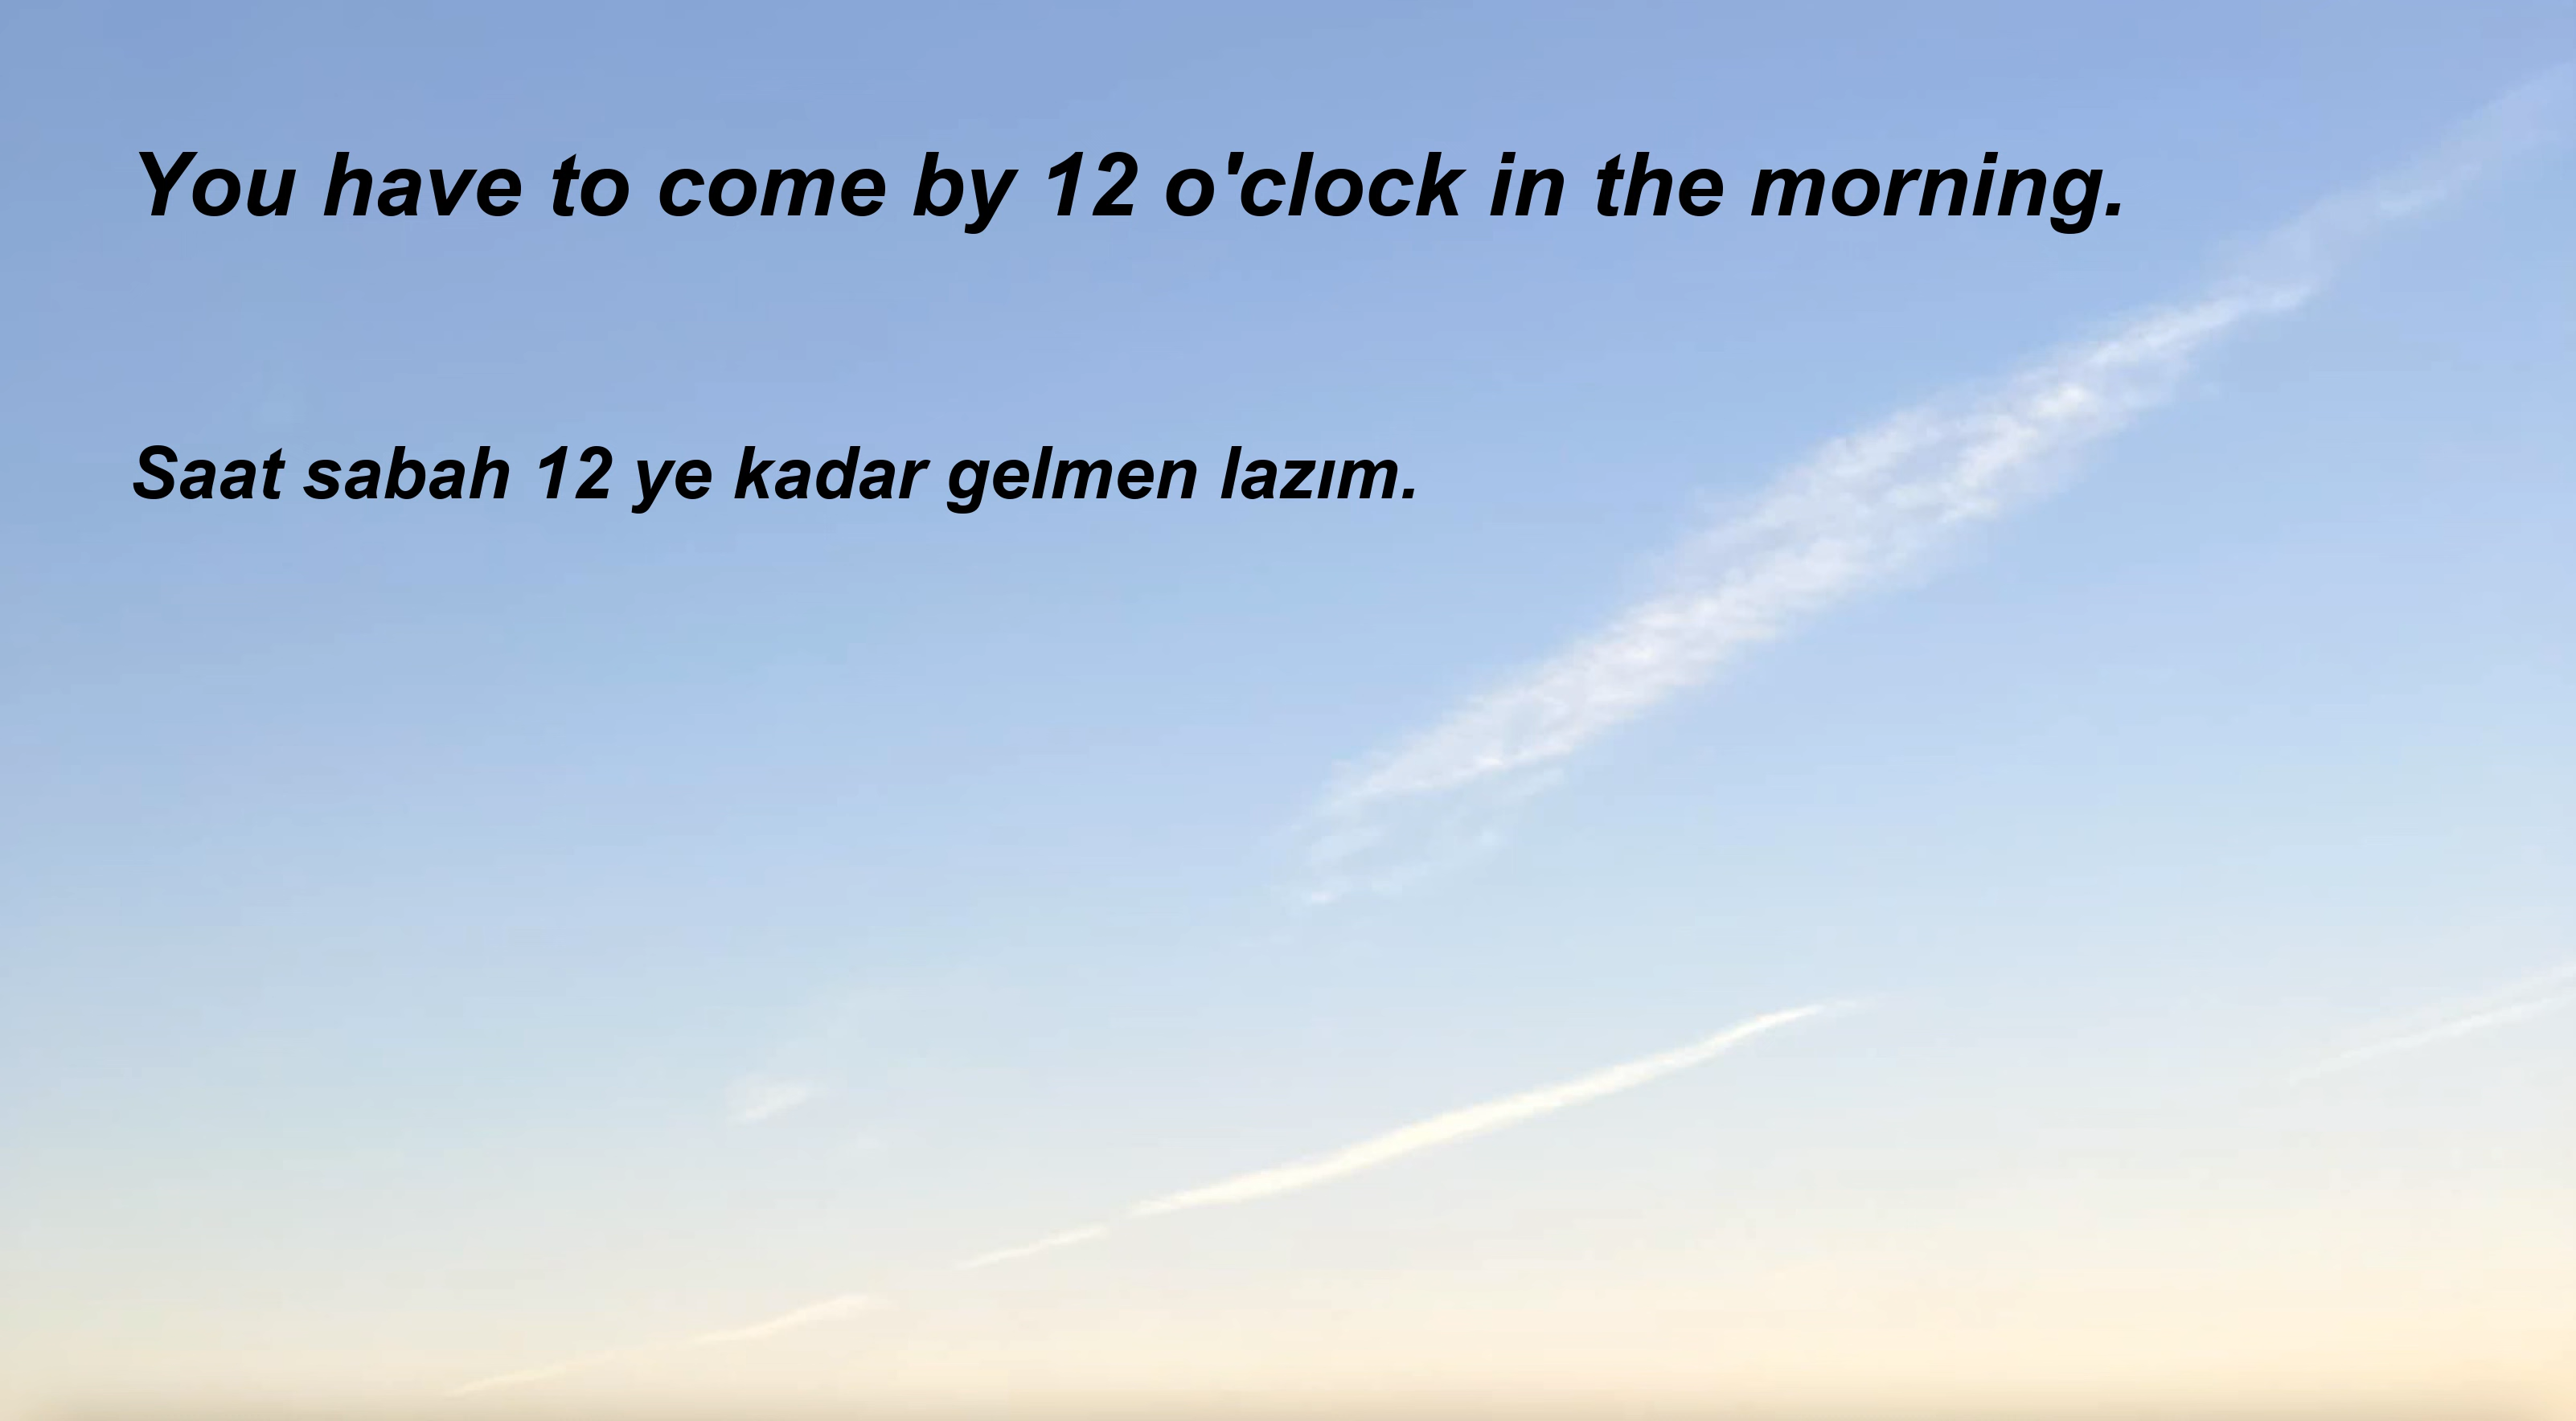 You have to come by 12 o'clock in the morning.
Saat sabah 12 ye kadar gelmen lazım.